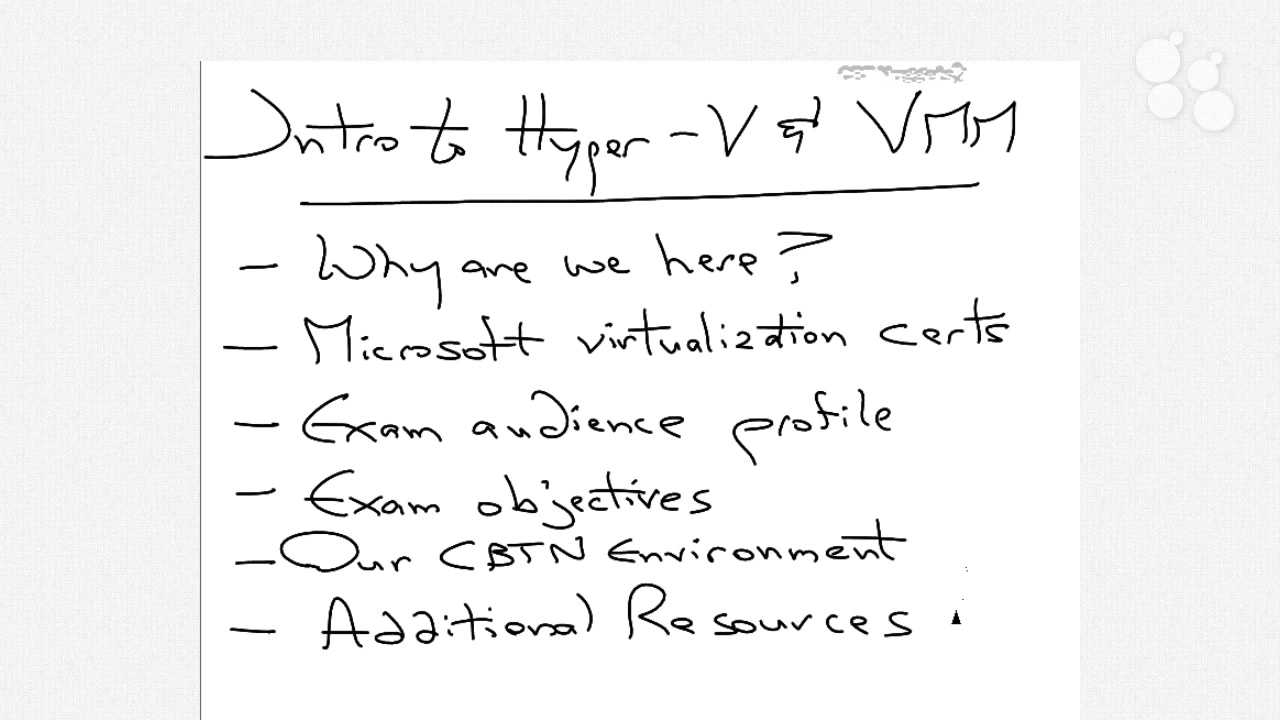 Intro to Hyper-V & VMM
- Why are we here?
- Microsoft virtualization certs
- Exam audience profile
- Exam objectives
- Our CBTN Environment
- Additional Resources